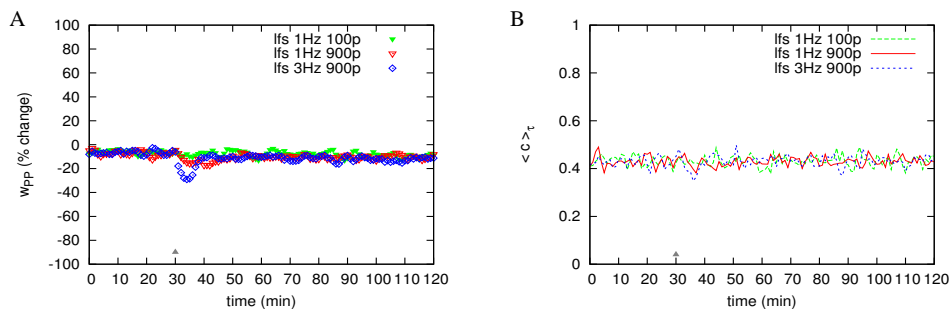 A
lfs 1Hz 100p
lfs 1Hz 900p
lfs 3Hz 900p
100
80
60
40
20
0
-20
-40
-60
-80
-100
w_PP (% change)
0 10 20 30 40 50 60 70 80 90 100 110 120
time (min)
B
lfs 1Hz 100p
lfs 1Hz 900p
lfs 3Hz 900p
1
0.8
0.6
0.4
0.2
0
< c >_τ
0 10 20 30 40 50 60 70 80 90 100 110 120
time (min)